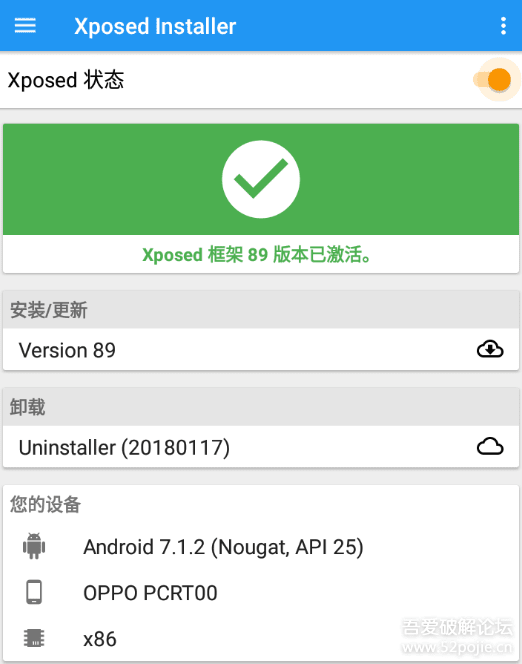 Xposed Installer
Xposed 状态
Xposed 框架 89 版本已激活。
安装/更新
Version 89
卸载
Uninstaller (20180117)
您的设备
Android 7.1.2 (Nougat, API 25)
OPPO PCRT00
x86
吾爱破解论坛
www.52pojie.cn